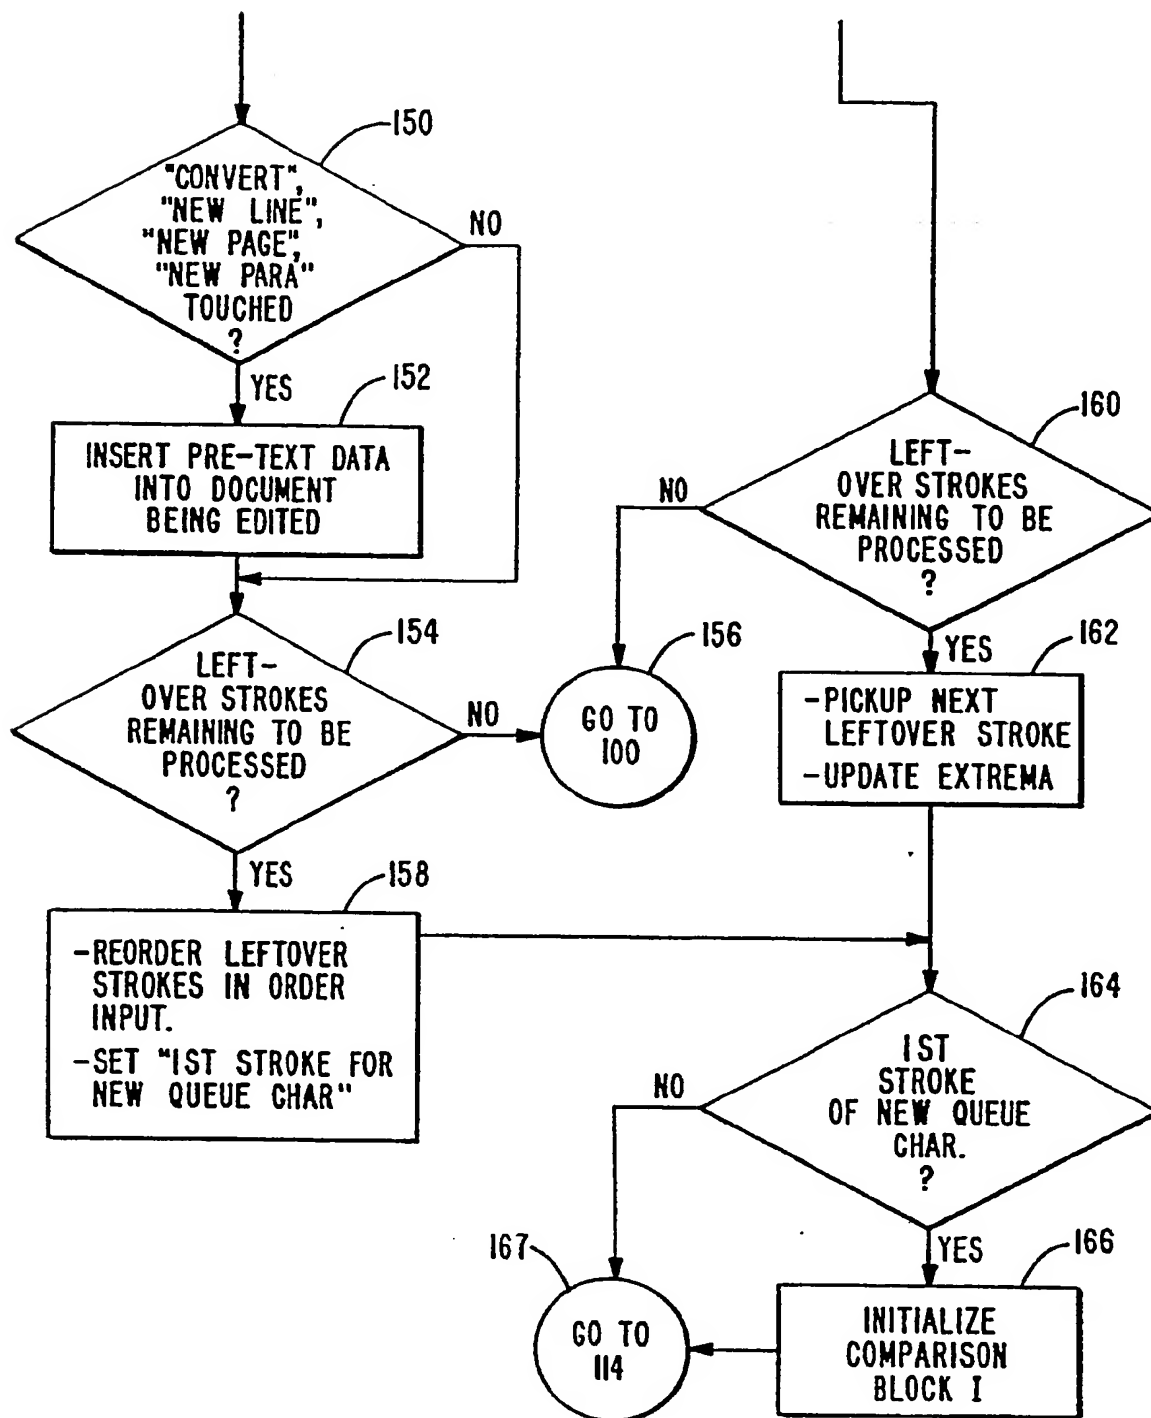 150
"CONVERT",
"NEW LINE",
"NEW PAGE",
"NEW PARA"
TOUCHED
?
NO
YES
152
INSERT PRE-TEXT DATA
INTO DOCUMENT
BEING EDITED
154
LEFT-
OVER STROKES
REMAINING TO BE
PROCESSED
?
NO
YES
156
GO TO
100
158
-REORDER LEFTOVER
STROKES IN ORDER
INPUT.
-SET "1ST STROKE FOR
NEW QUEUE CHAR"
160
LEFT-
OVER STROKES
REMAINING TO BE
PROCESSED
?
NO
YES
162
-PICKUP NEXT
LEFTOVER STROKE
-UPDATE EXTREMA
164
1ST
STROKE
OF NEW QUEUE
CHAR.
?
NO
YES
166
INITIALIZE
COMPARISON
BLOCK I
167
GO TO
114